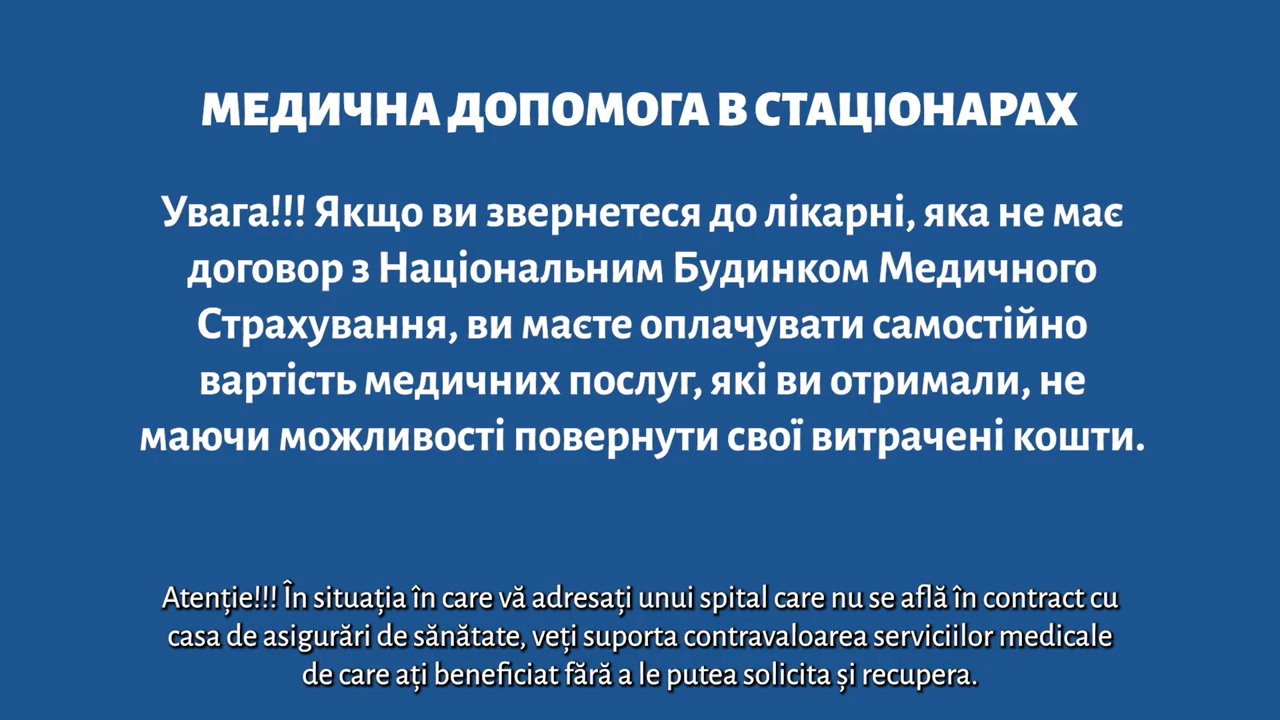 МЕДИЧНА ДОПОМОГА В СТАЦІОНАРАХ
Увага!!! Якщо ви звернетеся до лікарні, яка не має
договор з Національним Будинком Медичного
Страхування, ви маєте оплачувати самостійно
вартість медичних послуг, які ви отримали, не
маючи можливості повернути свої витрачені кошти.
Atenție!!! În situația în care vă adresați unui spital care nu se află în contract cu
casa de asigurări de sănătate, veți suporta contravaloarea serviciilor medicale
de care ați beneficiat fără a le putea solicita și recupera.